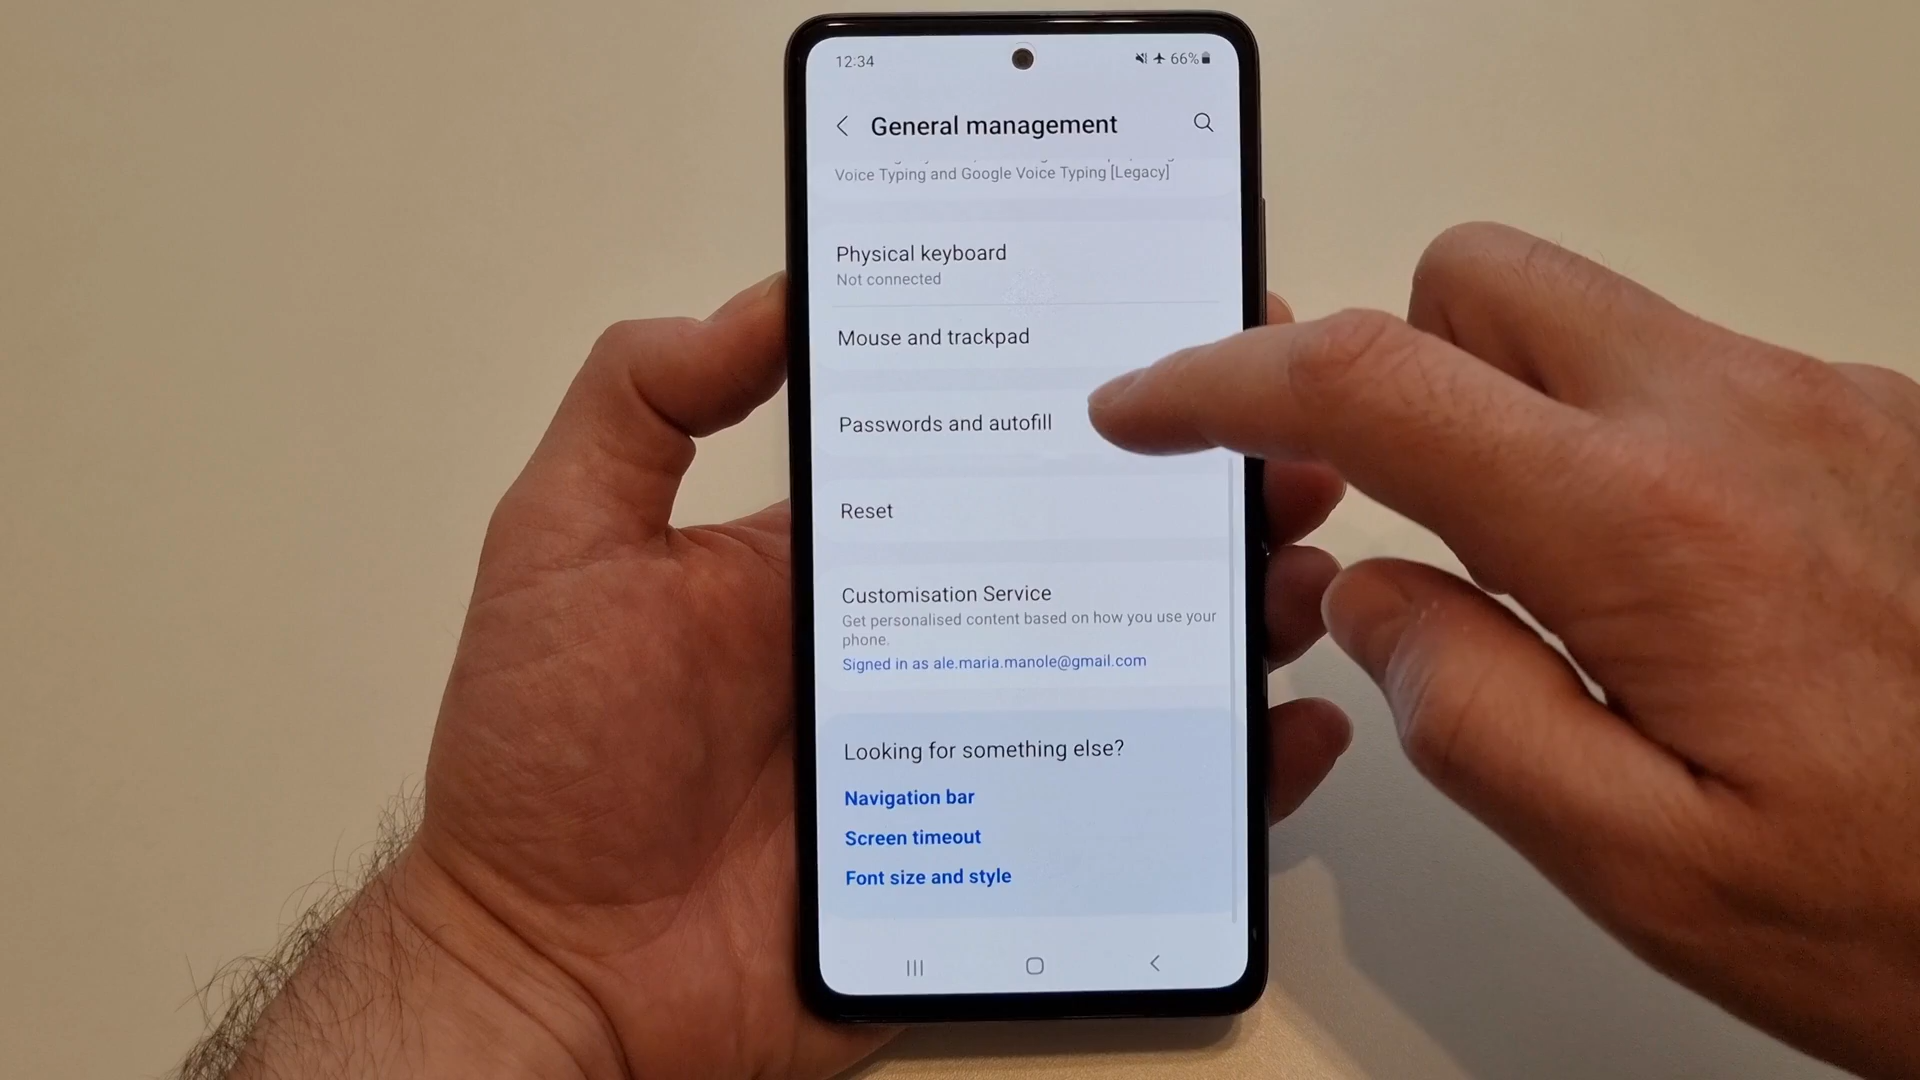 12:34
66%
General management
Voice Typing and Google Voice Typing [Legacy]
Physical keyboard
Not connected
Mouse and trackpad
Passwords and autofill
Reset
Customisation Service
Get personalised content based on how you use your
phone.
Signed in as ale.maria.manole@gmail.com
Looking for something else?
Navigation bar
Screen timeout
Font size and style